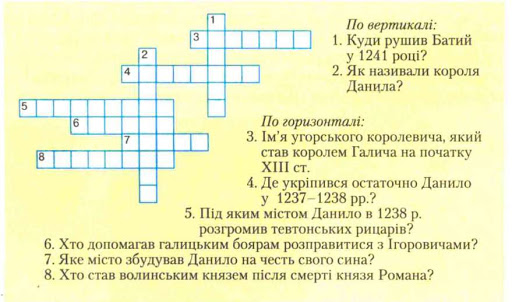 1
3
2
4
5
6
7
8
По вертикалі:
1. Куди рушив Батий
у 1241 році?
2. Як називали короля
Данила?
По горизонталі:
3. Ім'я угорського королевича, який
став королем Галича на початку
XIII ст.
4. Де укріпився остаточно Данило
у 1237–1238 рр.?
5. Під яким містом Данило в 1238 р.
розгромив тевтонських рицарів?
6. Хто допомагав галицьким боярам розправитися з Ігоровичами?
7. Яке місто збудував Данило на честь свого сина?
8. Хто став волинським князем після смерті князя Романа?